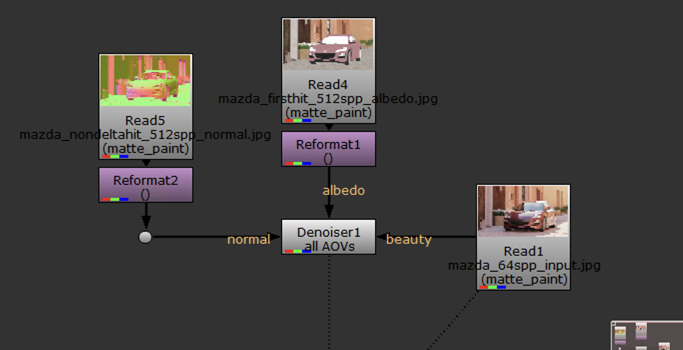 Read4
mazda_firsthit_512spp_albedo.jpg
(matte_paint)
Read5
mazda_nondeltahit_512spp_normal.jpg
(matte_paint)
Reformat1
()
Reformat2
()
albedo
normal
Denoiser1
all AOVs
beauty
Read1
mazda_64spp_input.jpg
(matte_paint)